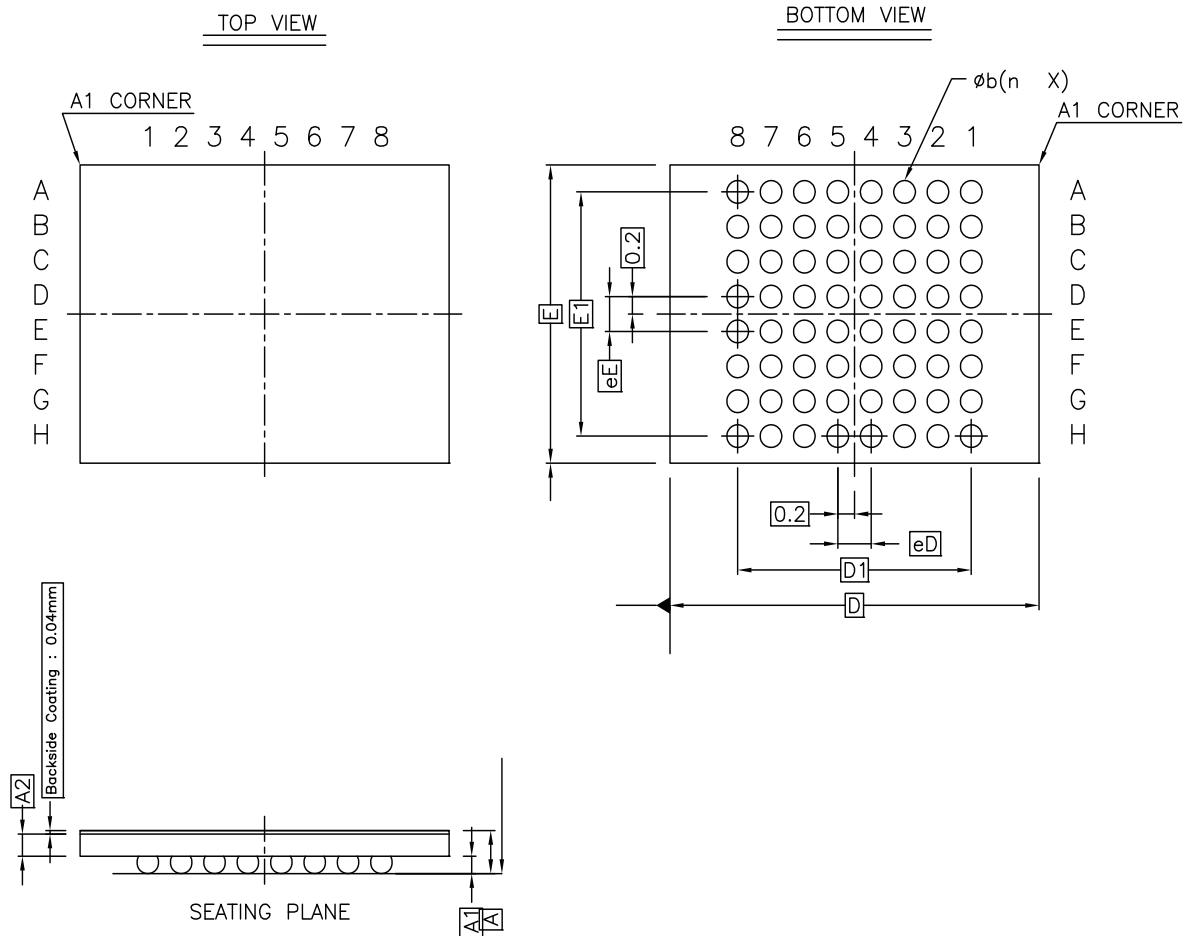 TOP VIEW
BOTTOM VIEW
A1 CORNER
1 2 3 4 5 6 7 8
A
B
C
D
E
F
G
H
øb(n X)
A1 CORNER
8 7 6 5 4 3 2 1
A
B
C
D
E
F
G
H
0.2
E
E1
eE
0.2
eD
D1
D
Backside Coating : 0.04mm
A2
SEATING PLANE
A1
A